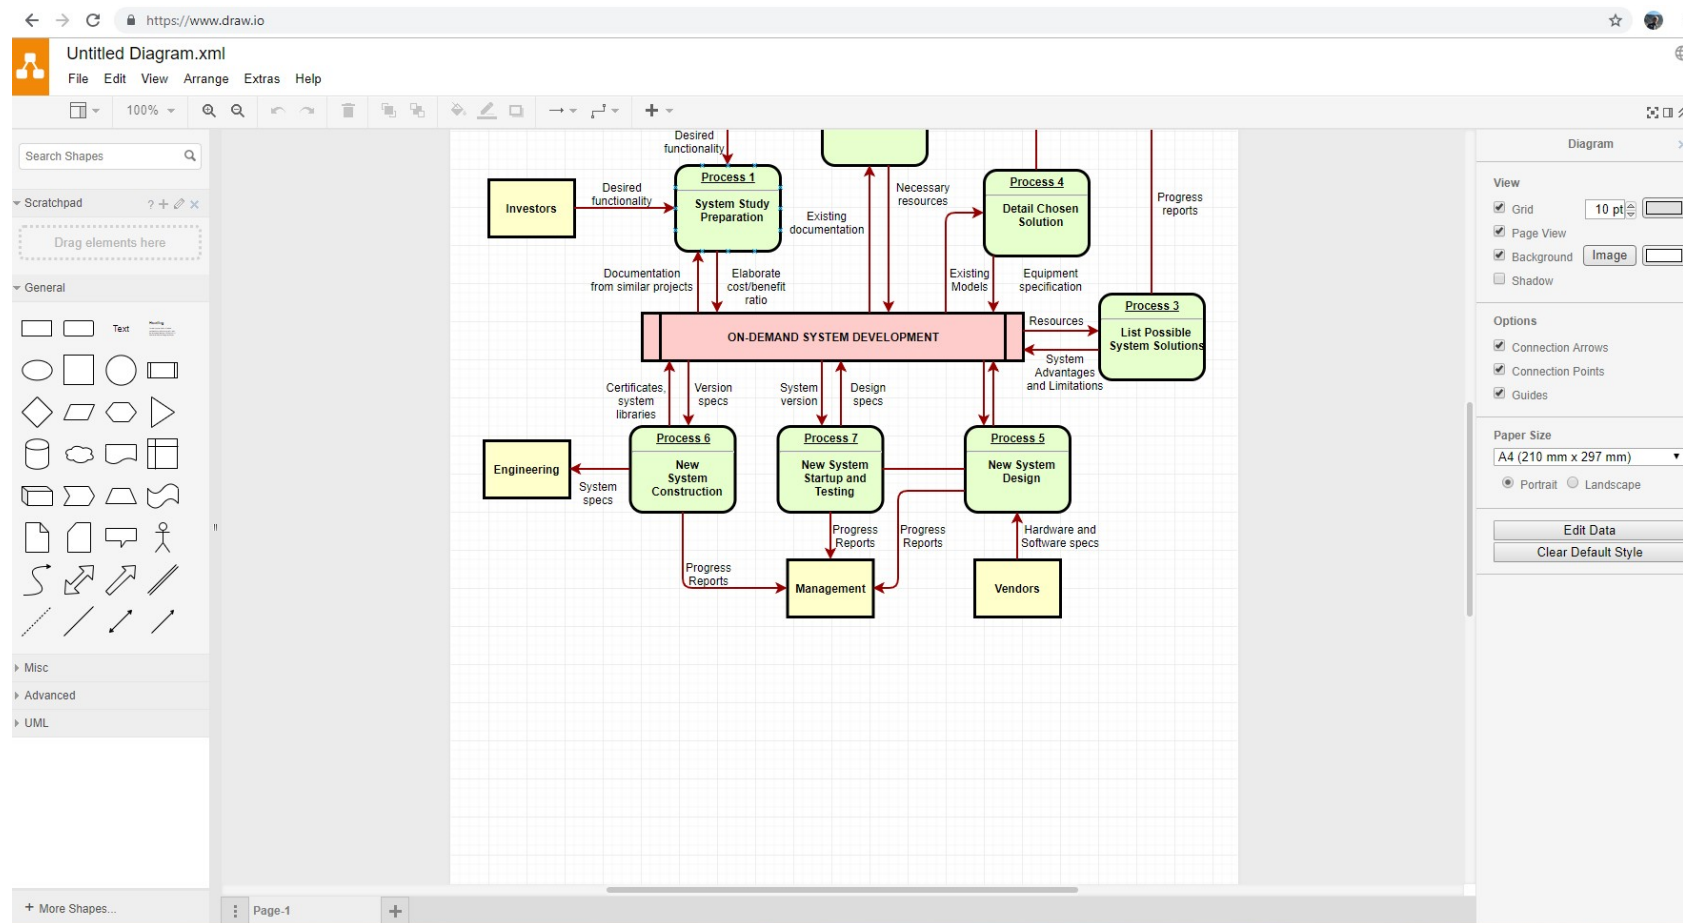 https://www.draw.io
Untitled Diagram.xml
File Edit View Arrange Extras Help
100%
Search Shapes
Scratchpad
?
Drag elements here
General
Text
Heading
Misc
Advanced
UML
+ More Shapes...
Desired
functionality
Investors
Desired
functionality
Process 1
System Study
Preparation
Existing
documentation
Necessary
resources
Process 4
Detail Chosen
Solution
Progress
reports
Documentation
from similar projects
Elaborate
cost/benefit
ratio
Existing
Models
Equipment
specification
Process 3
List Possible
System Solutions
ON-DEMAND SYSTEM DEVELOPMENT
Resources
System
Advantages
and Limitations
Certificates,
system
libraries
Version
specs
System
version
Design
specs
Engineering
System
specs
Process 6
New
System
Construction
Process 7
New System
Startup and
Testing
Process 5
New System
Design
Progress
Reports
Progress
Reports
Progress
Reports
Hardware and
Software specs
Management
Vendors
Page-1
Diagram
View
Grid
10 pt
Page View
Background
Image
Shadow
Options
Connection Arrows
Connection Points
Guides
Paper Size
A4 (210 mm x 297 mm)
Portrait
Landscape
Edit Data
Clear Default Style